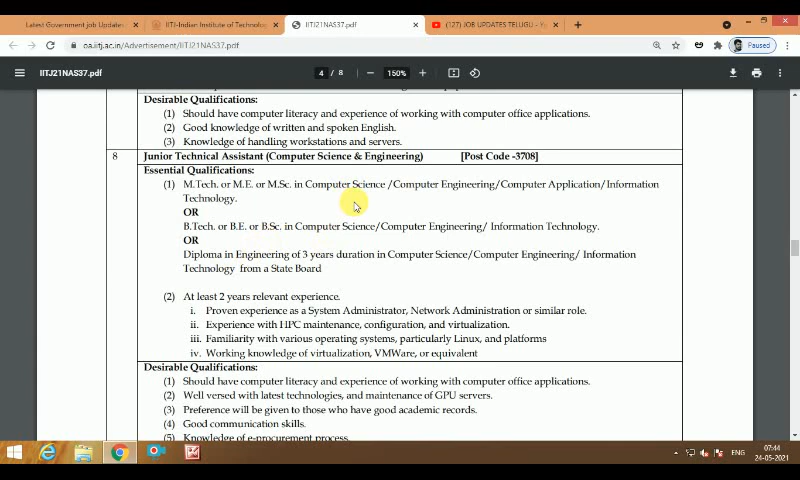 Latest Government job Updates
IITJ-Indian Institute of Technolog
IITJ21NAS37.pdf
(127) JOB UPDATES TELUGU - Yo
oa.iitj.ac.in/Advertisement/IITJ21NAS37.pdf
Paused
IITJ21NAS37.pdf
4 / 8
150%
Desirable Qualifications:
(1) Should have computer literacy and experience of working with computer office applications.
(2) Good knowledge of written and spoken English.
(3) Knowledge of handling workstations and servers.
8 Junior Technical Assistant (Computer Science & Engineering) [Post Code -3708]
Essential Qualifications:
(1) M.Tech. or M.E. or M.Sc. in Computer Science /Computer Engineering/Computer Application/Information
Technology.
OR
B.Tech. or B.E. or B.Sc. in Computer Science/Computer Engineering/ Information Technology.
OR
Diploma in Engineering of 3 years duration in Computer Science/Computer Engineering/ Information
Technology from a State Board
(2) At least 2 years relevant experience.
i. Proven experience as a System Administrator, Network Administration or similar role.
ii. Experience with HPC maintenance, configuration, and virtualization.
iii. Familiarity with various operating systems, particularly Linux, and platforms
iv. Working knowledge of virtualization, VMWare, or equivalent
Desirable Qualifications:
(1) Should have computer literacy and experience of working with computer office applications.
(2) Well versed with latest technologies, and maintenance of GPU servers.
(3) Preference will be given to those who have good academic records.
(4) Good communication skills.
(5) Knowledge of e-procurement process.
ENG
07:44
24-05-2021